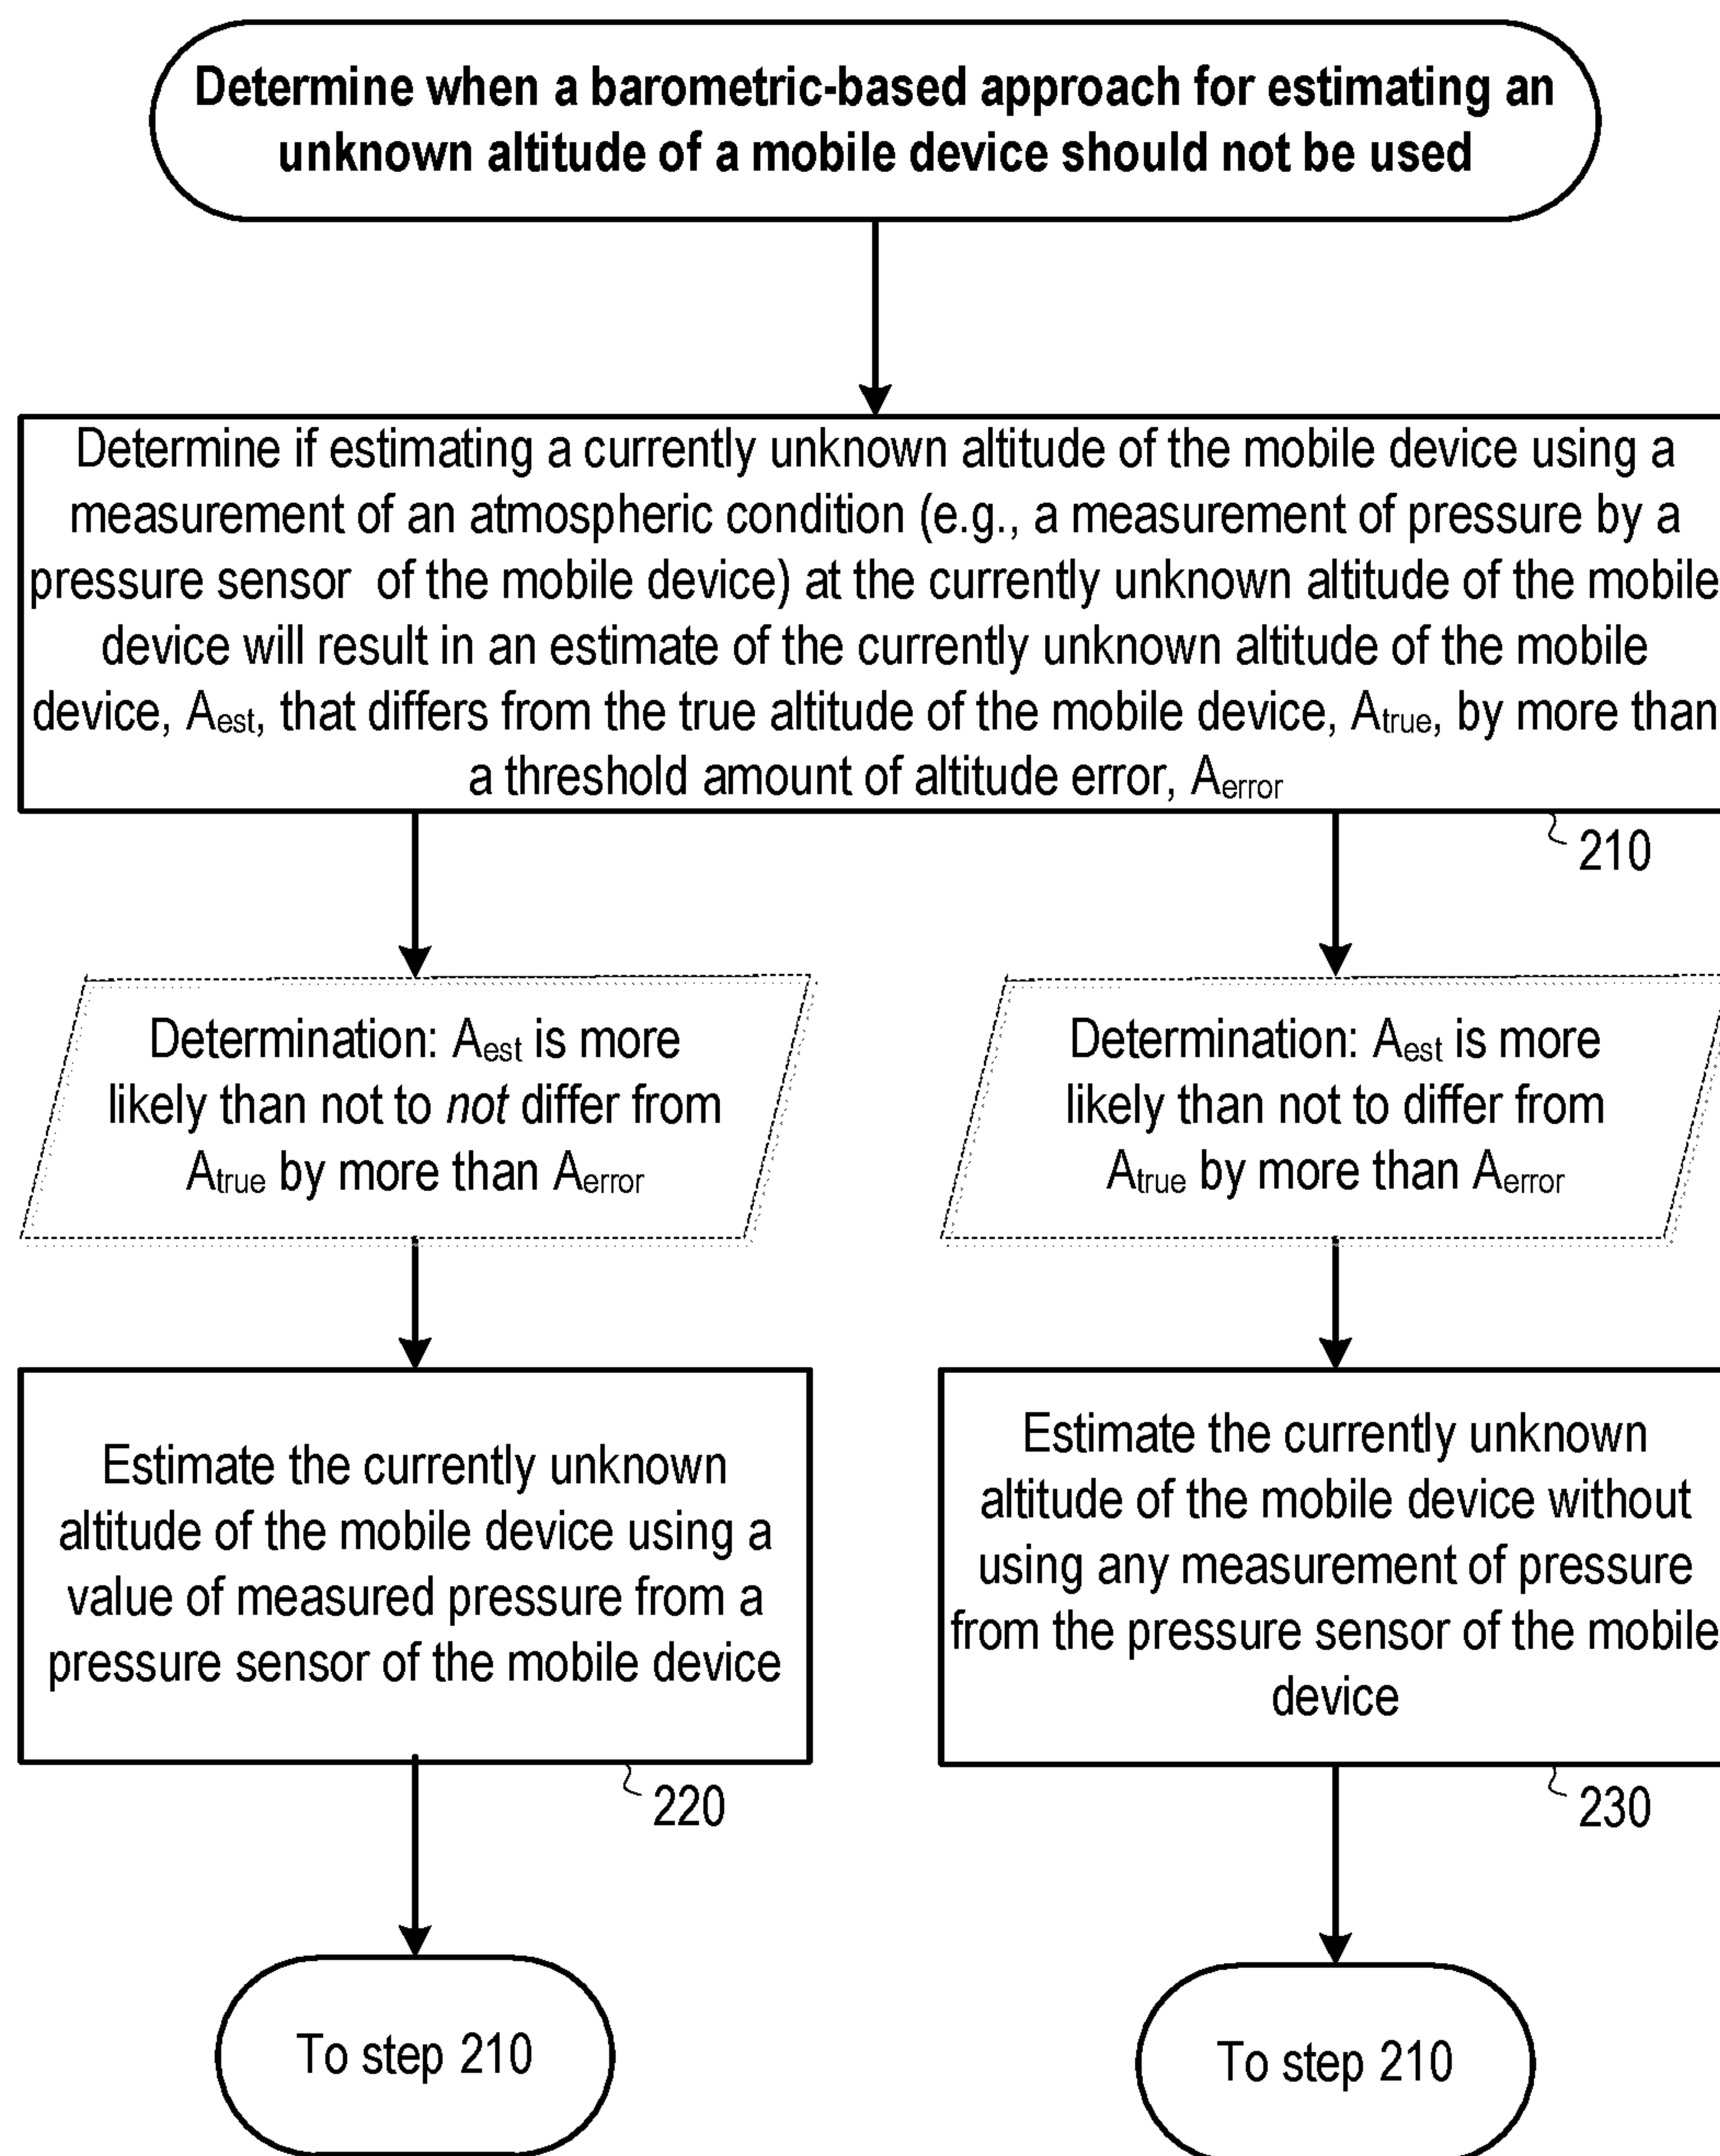 Determine when a barometric-based approach for estimating an
unknown altitude of a mobile device should not be used
Determine if estimating a currently unknown altitude of the mobile device using a
measurement of an atmospheric condition (e.g., a measurement of pressure by a
pressure sensor of the mobile device) at the currently unknown altitude of the mobile
device will result in an estimate of the currently unknown altitude of the mobile
device, Aest, that differs from the true altitude of the mobile device, Atrue, by more than
a threshold amount of altitude error, Aerror
210
Determination: Aest is more
likely than not to not differ from
Atrue by more than Aerror
Determination: Aest is more
likely than not to differ from
Atrue by more than Aerror
Estimate the currently unknown
altitude of the mobile device using a
value of measured pressure from a
pressure sensor of the mobile device
220
Estimate the currently unknown
altitude of the mobile device without
using any measurement of pressure
from the pressure sensor of the mobile
device
230
To step 210
To step 210